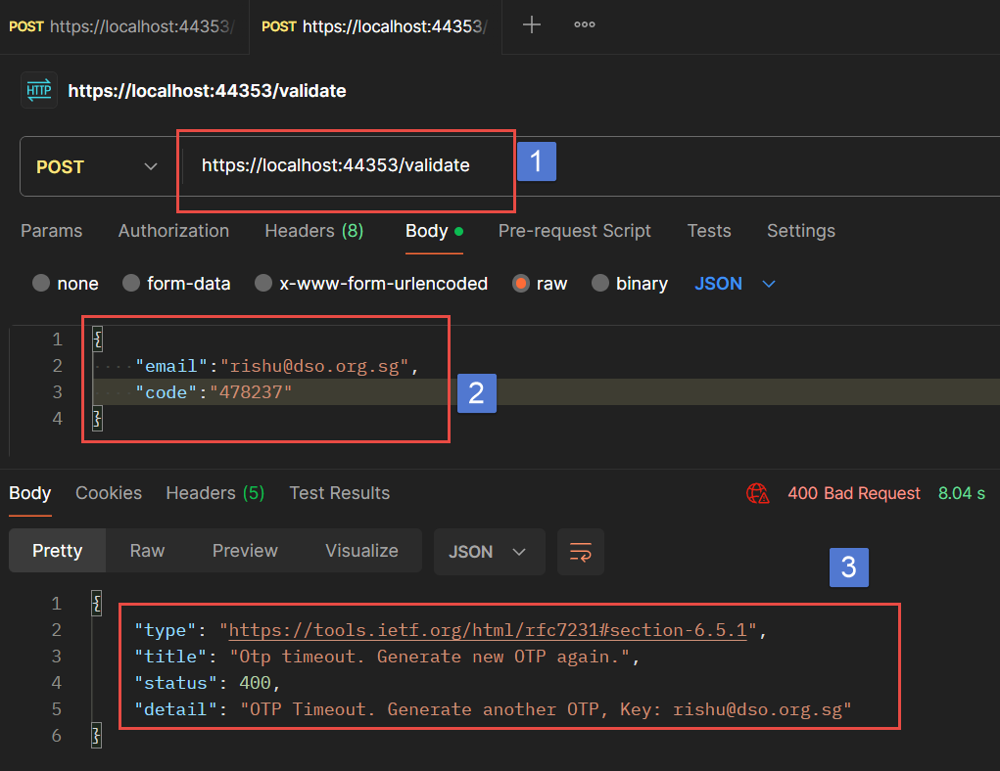 POST https://localhost:44353/ POST https://localhost:44353/
HTTP https://localhost:44353/validate
POST https://localhost:44353/validate 1
Params Authorization Headers (8) Body Pre-request Script Tests Settings
none form-data x-www-form-urlencoded raw binary JSON
1 {
2 "email":"rishu@dso.org.sg",
3 "code":"478237"
4 }
2
Body Cookies Headers (5) Test Results 400 Bad Request 8.04 s
Pretty Raw Preview Visualize JSON
3
1 {
2 "type": "https://tools.ietf.org/html/rfc7231#section-6.5.1",
3 "title": "Otp timeout. Generate new OTP again.",
4 "status": 400,
5 "detail": "OTP Timeout. Generate another OTP, Key: rishu@dso.org.sg"
6 }